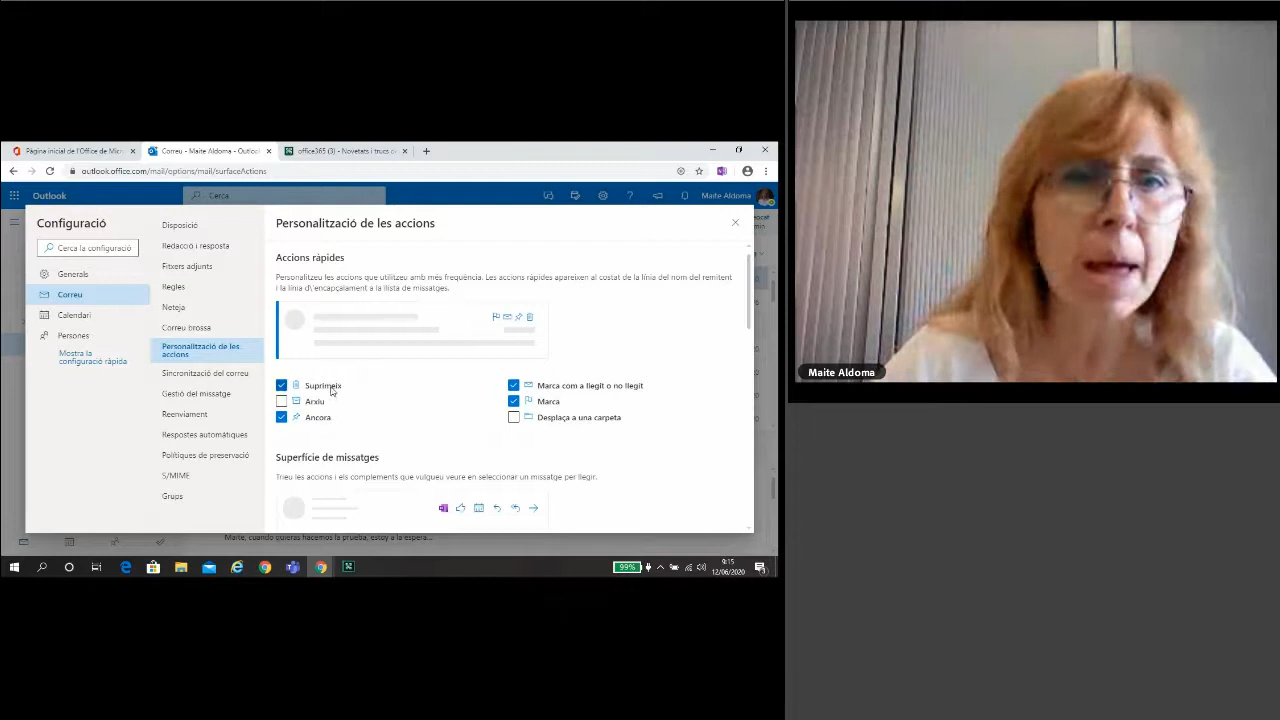 Pàgina inicial de l'Office de Micr
Correu - Maite Aldoma - Outloo
office365 (3) - Novetats i trucs d
outlook.office.com/mail/options/mail/surfaceActions
Outlook
Cerca
Maite Aldoma
Configuració
Cerca la configuració
Generals
Correu
Calendari
Persones
Mostra la
configuració ràpida
Disposició
Redacció i resposta
Fitxers adjunts
Regles
Neteja
Correu brossa
Personalització de les
accions
Sincronització del correu
Gestió del missatge
Reenviament
Respostes automàtiques
Polítiques de preservació
S/MIME
Grups
Personalització de les accions
Accions ràpides
Personalitzeu les accions que utilitzeu amb més freqüència. Les accions ràpides apareixen al costat de la línia del nom del remitent
i la línia d\'encapçalament a la llista de missatges.
Suprimeix
Arxiu
Ancora
Marca com a llegit o no llegit
Marca
Desplaça a una carpeta
Superfície de missatges
Trieu les accions i els complements que vulgueu veure en seleccionar un missatge per llegir.
Maite, cuando quieras hacemos la prueba, estoy a la espera...
99%
9:15
12/06/2020
Maite Aldoma